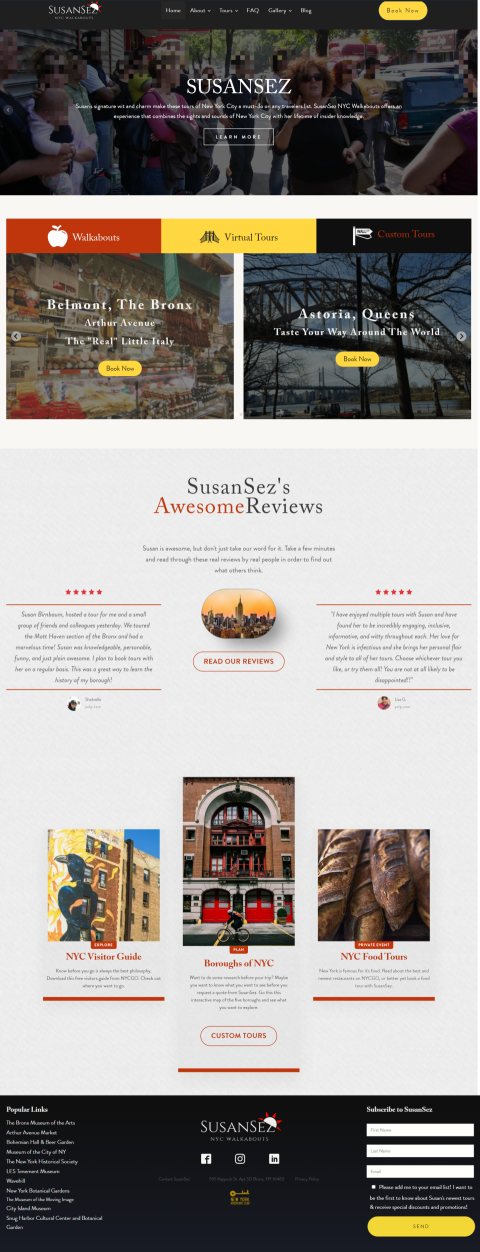 SUSANSEZ
NYC WALKABOUTS
Home About Tours FAQ Gallery Blog
Book Now
SUSANSEZ
Susans signature wit and charm make these tours of New York City a must-do on any travelers list. SusanSez NYC Walkabouts offers an
experience that combines the sights and sounds of New York City with her lifetime of insider knowledge.
LEARN MORE
Walkabouts
Virtual Tours
Custom Tours
Belmont, The Bronx
Arthur Avenue
The "Real" Little Italy
Book Now
Astoria, Queens
Taste Your Way Around The World
Book Now
SusanSez's
AwesomeReviews
Susan is awesome, but don't just take our word for it. Take a few minutes
and read through these real reviews by real people in order to find out
what others think.
Susan Birnbaum, hosted a tour for me and a small
group of friends and colleagues yesterday. We toured
the Mott Haven section of the Bronx and had a
marvelous time! Susan was knowledgeable, personable,
funny, and just plain awesome. I plan to book tours with
her on a regular basis. This was a great way to learn the
history of my borough!
READ OUR REVIEWS
"I have enjoyed multiple tours with Susan and have
found her to be incredibly engaging, inclusive,
informative, and witty throughout each. Her love for
New York is infectious and she brings her personal flair
and style to all of her tours. Choose whichever tour you
like, or try them all! You are not at all likely to be
disappointed!!"
Lisa G.
EXPLORE
NYC Visitor Guide
Know before you go is always the best philosophy.
Download this free visitors guide from NYCGO. Check out
where you want to go.
PLAN
Boroughs of NYC
Want to do some research before your trip? Maybe
you want to know what you want to see before you
request a quote from SusanSez. Go this this
interactive map of the five boroughs and see what
you want to explore.
CUSTOM TOURS
PRIVATE EVENT
NYC Food Tours
New York is famous for it's food. Read about the best and
newest restaurants on NYCGO, or better yet book a food
tour with SusanSez.
Popular Links
The Bronx Museum of the Arts
Arthur Avenue Market
Bohemian Hall & Beer Garden
Museum of the City of NY
The New York Historical Society
LES Tenement Museum
Wavehill
New York Botanical Gardens
The Museum of the Moving Image
City Island Museum
Snug Harbor Cultural Center and Botanical
Garden
SUSANSEZ
NYC WALKABOUTS
Contact SusanSez
Privacy Policy
NEW YORK
Subscribe to SusanSez
First Name
Last Name
Email
Please add me to your email list! I want to
be the first to know about Susan's newest tours
& receive special discounts and promotions!
SEND